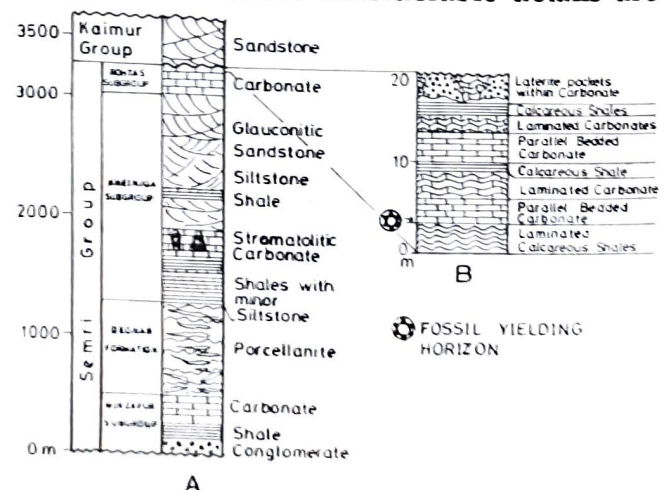 3500
Kaimur
Group
Sandstone
ROHTAS
SUBGROUP
Carbonate
3000
Glauconitic
Sandstone
Siltstone
SUBGROUP
Shale
2000
Stromatolitic
Carbonate
Shales with
minor
Siltstone
1000
FORMATION
Porcellanite
Semri Group
SUBGROUP
Carbonate
Shale
Conglomerate
0 m
A
20
Laterite pockets
within Carbonate
Calcareous Shales
Laminated Carbonates
Parallel Bedded
Carbonate
10
Calcareous Shale
Laminated Carbonate
Parallel Bedded
Carbonate
Laminated
Calcareous Shales
0
m
B
FOSSIL YIELDING
HORIZON